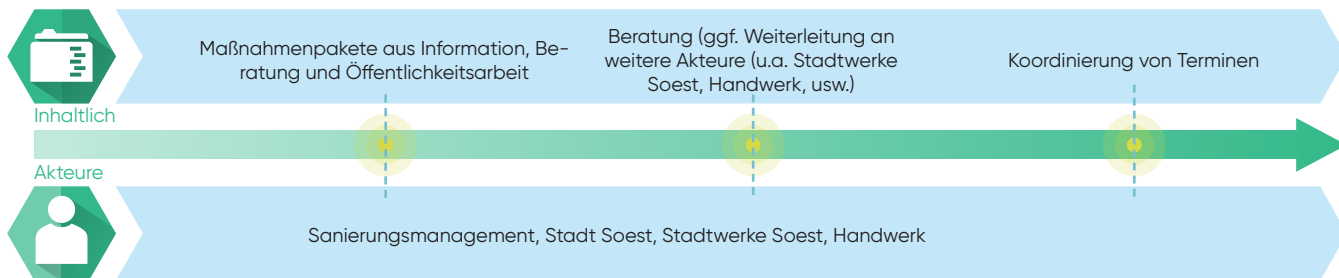 Maßnahmenpakete aus Information, Be-
ratung und Öffentlichkeitsarbeit
Beratung (ggf. Weiterleitung an
weitere Akteure (u.a. Stadtwerke
Soest, Handwerk, usw.)
Koordinierung von Terminen
Inhaltlich
Akteure
Sanierungsmanagement, Stadt Soest, Stadtwerke Soest, Handwerk